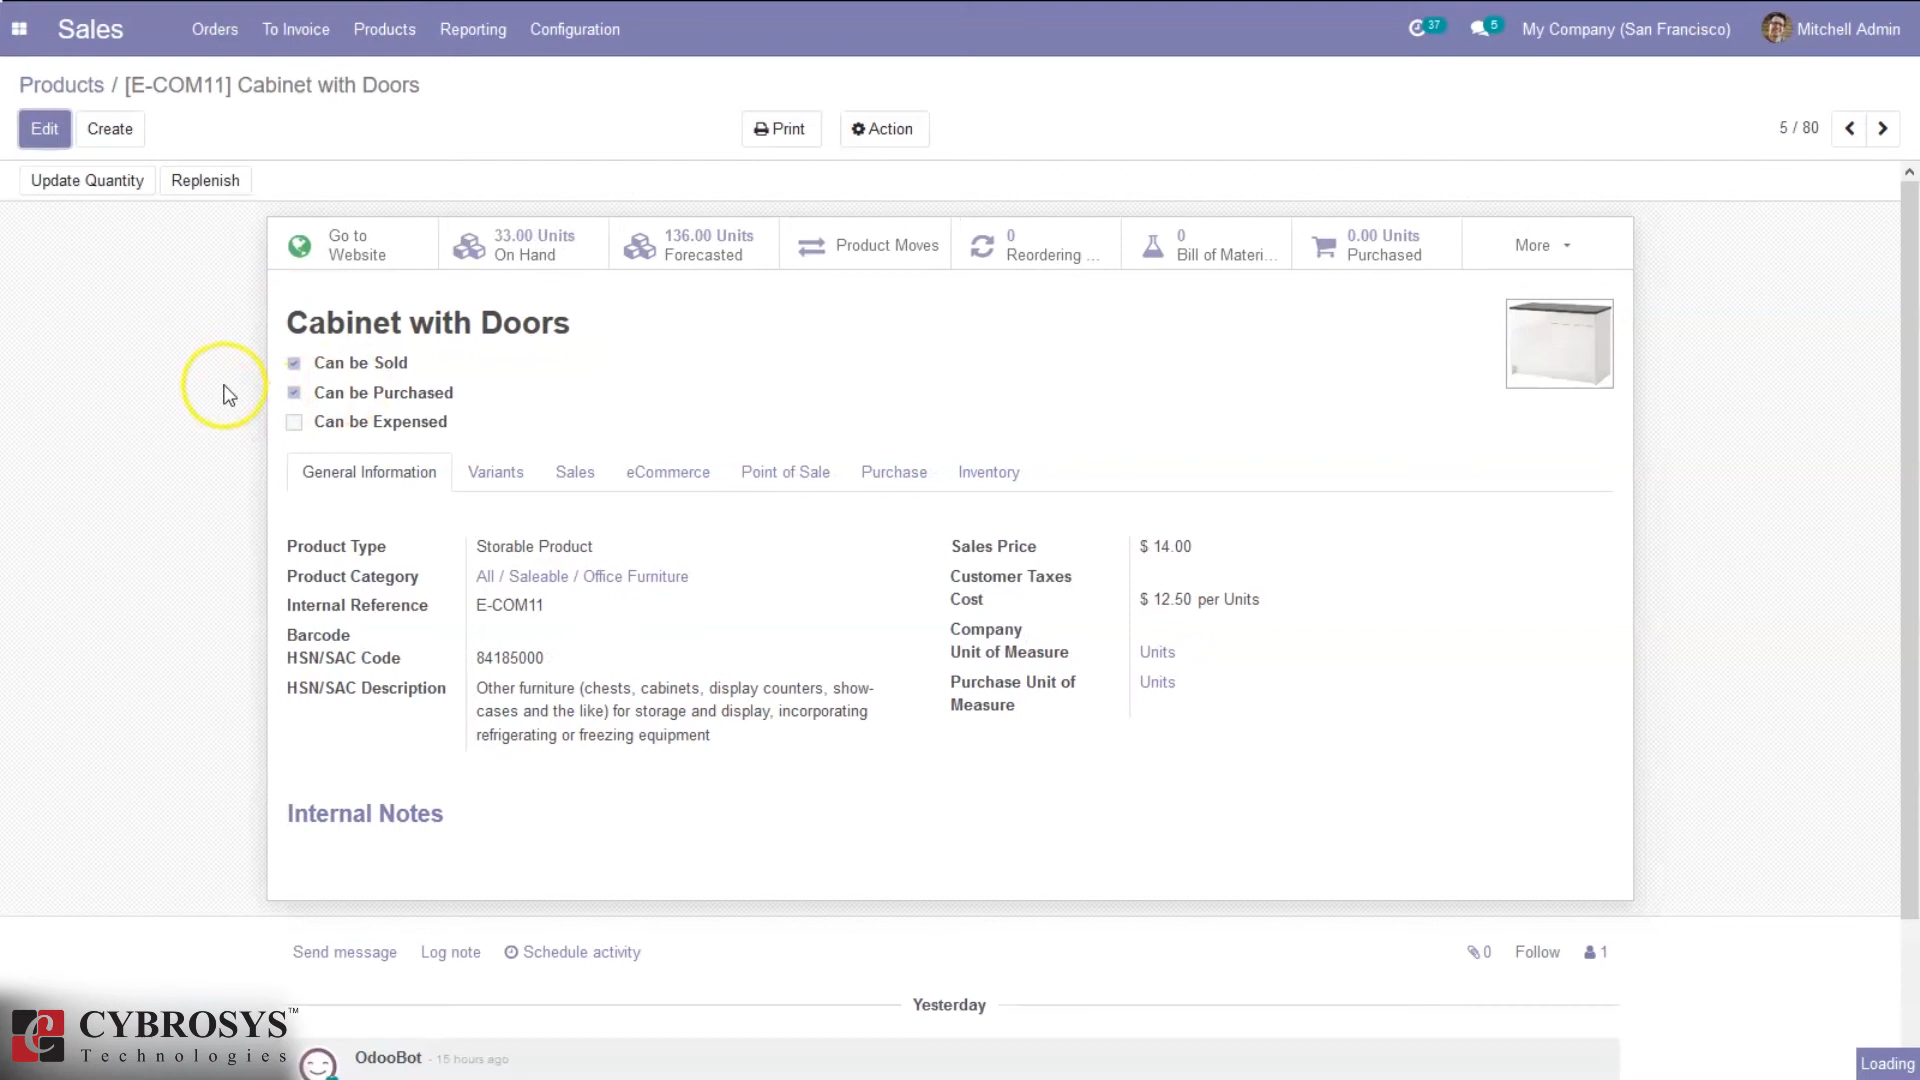 Sales Orders To Invoice Products Reporting Configuration 37 5 My Company (San Francisco) Mitchell Admin
Products / [E-COM11] Cabinet with Doors
Edit Create Print Action 5 / 80
Update Quantity Replenish
Go to Website
33.00 Units On Hand
136.00 Units Forecasted
Product Moves
0 Reordering ...
0 Bill of Materi...
0.00 Units Purchased
More
Cabinet with Doors
Can be Sold
Can be Purchased
Can be Expensed
General Information Variants Sales eCommerce Point of Sale Purchase Inventory
Product Type Storable Product
Product Category All / Saleable / Office Furniture
Internal Reference E-COM11
Barcode
HSN/SAC Code 84185000
HSN/SAC Description Other furniture (chests, cabinets, display counters, show-
cases and the like) for storage and display, incorporating
refrigerating or freezing equipment
Sales Price $ 14.00
Customer Taxes
Cost $ 12.50 per Units
Company
Unit of Measure Units
Purchase Unit of Units
Measure
Internal Notes
Send message Log note Schedule activity 0 Follow 1
Yesterday
CYBROSYS™
Technologies
OdooBot - 15 hours ago
Loading